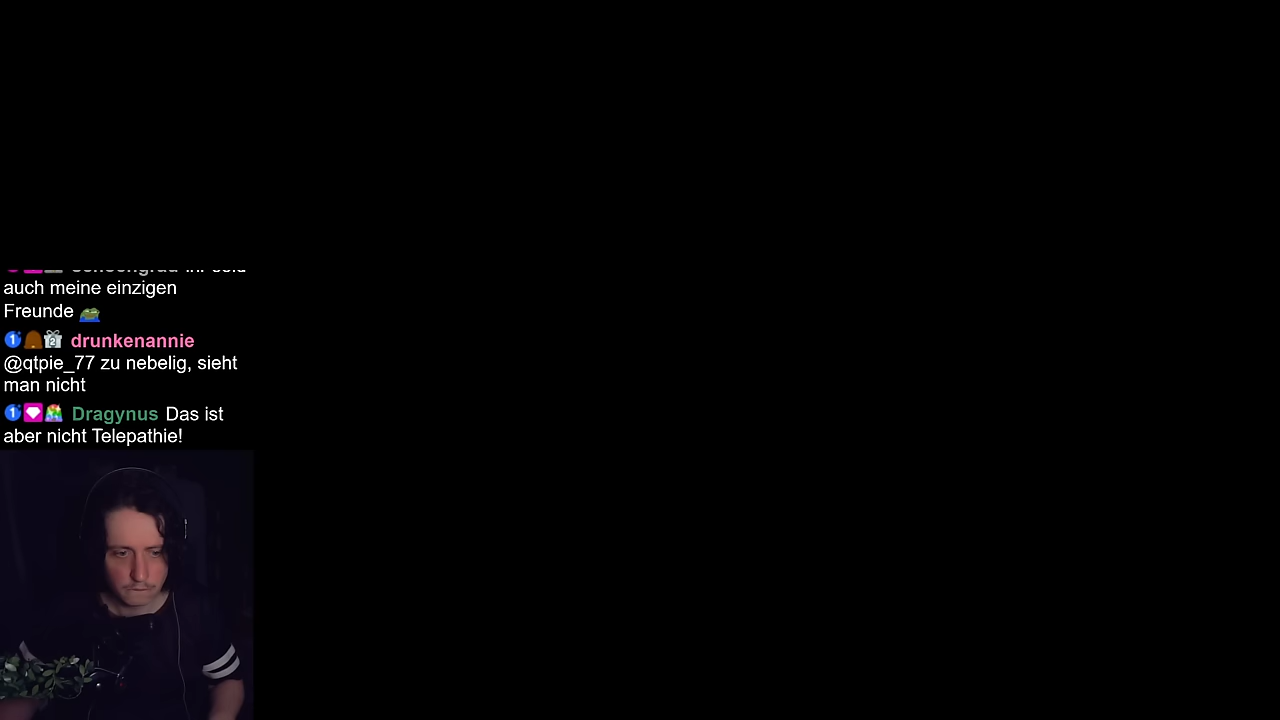 auch meine einzigen
Freunde
drunkenannie
@qtpie_77 zu nebelig, sieht
man nicht
Dragynus Das ist
aber nicht Telepathie!